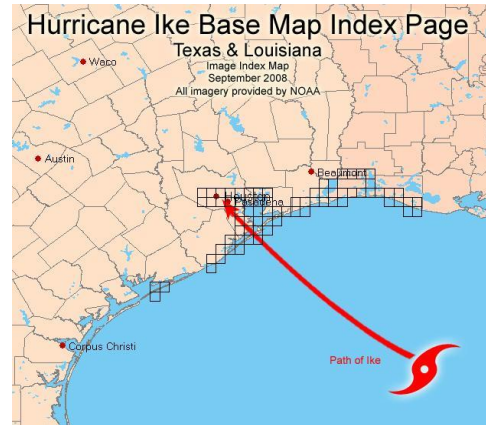 Hurricane Ike Base Map Index Page
Texas & Louisiana
Image Index Map
September 2008
All imagery provided by NOAA
Waco
Austin
Beaumont
Houston
Pasadena
Corpus Christi
Path of Ike